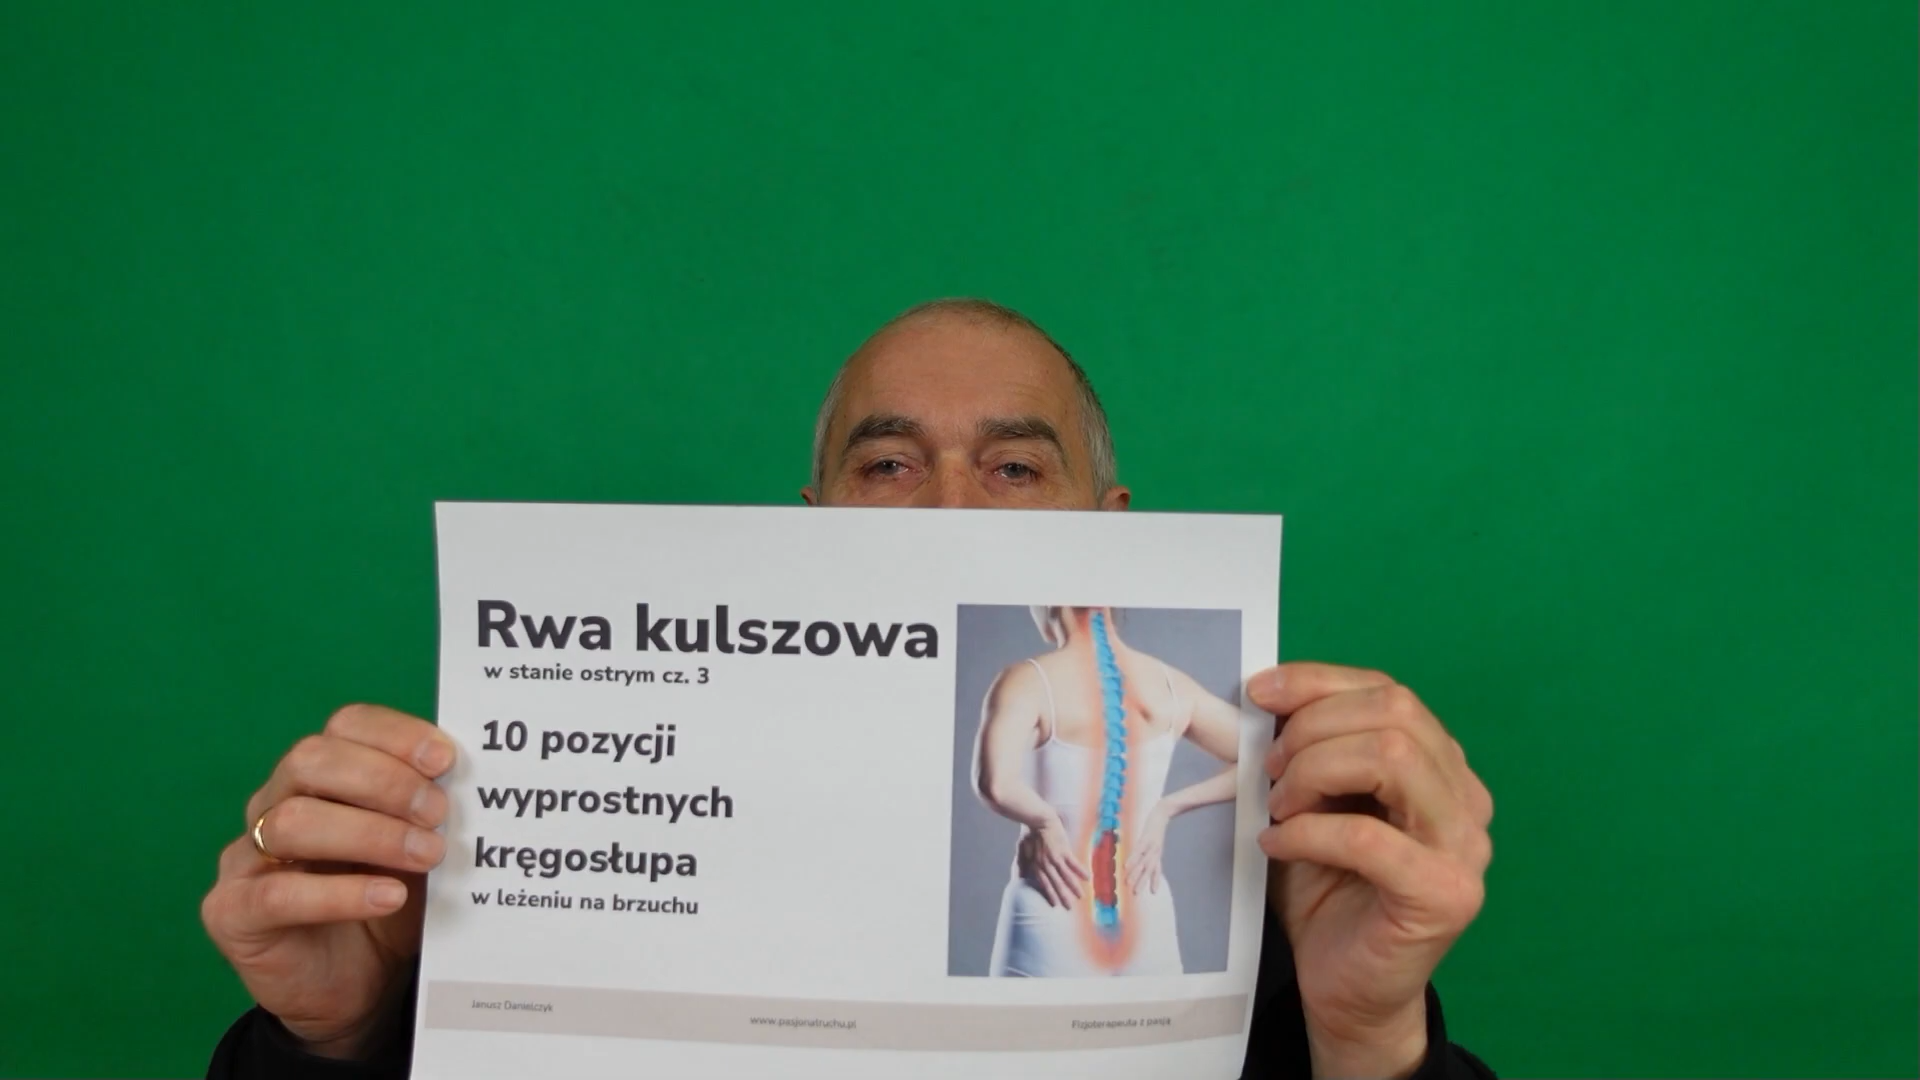 Rwa kulszowa
w stanie ostrym cz. 3
10 pozycji
wyprostnych
kręgosłupa
w leżeniu na brzuchu
Janusz Danielczyk
www.pasjonatruchu.pl
Fizjoterapeuta z pasją